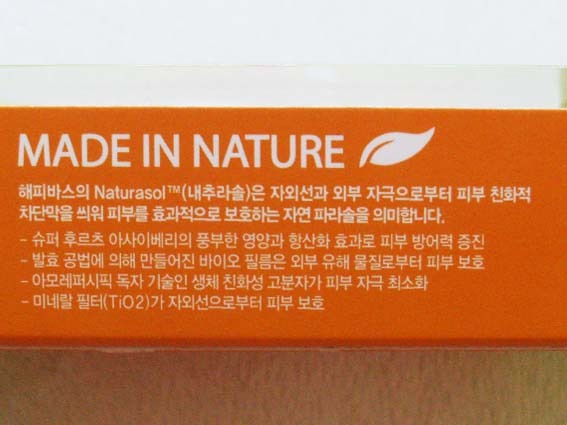 MADE IN NATURE
해피바스의 Naturasol™(내추라솔)은 자외선과 외부 자극으로부터 피부 친화적
차단막을 씌워 피부를 효과적으로 보호하는 자연 파라솔을 의미합니다.
- 슈퍼 후르츠 아사이베리의 풍부한 영양과 항산화 효과로 피부 방어력 증진
- 발효 공법에 의해 만들어진 바이오 필름은 외부 유해 물질로부터 피부 보호
- 아모레퍼시픽 독자 기술인 생체 친화성 고분자가 피부 자극 최소화
- 미네랄 필터(TiO2)가 자외선으로부터 피부 보호